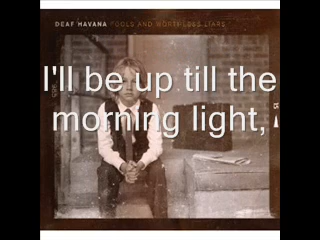 DEAF HAVANA FOOLS AND WORTHLESS LIARS
I'll be up till the
morning light,